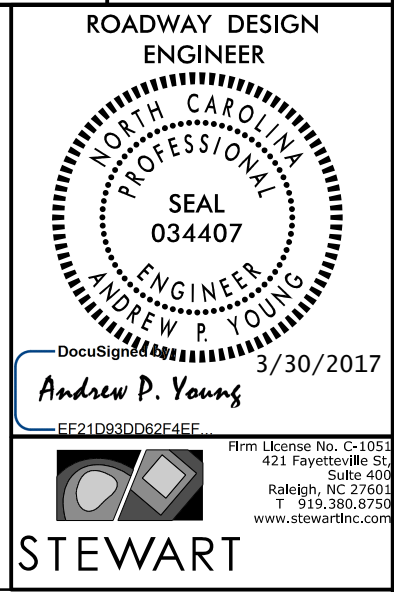 ROADWAY DESIGN
ENGINEER
NORTH CAROLINA
PROFESSIONAL
SEAL
034407
ENGINEER
ANDREW P. YOUNG
DocuSigned by:
3/30/2017
Andrew P. Young
EF21D93DD62F4EF...
Firm License No. C-1051
421 Fayetteville St,
Suite 400
Raleigh, NC 27601
T 919.380.8750
www.stewartinc.com
STEWART